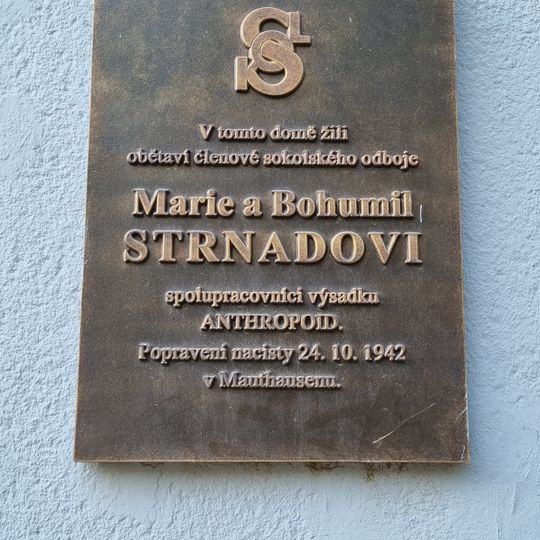 SOKOL
V tomto domě žili
obětaví členové sokolského odboje
Marie a Bohumil
STRNADOVI
spolupracovníci výsadku
ANTHROPOID.
Popraveni nacisty 24. 10. 1942
v Mauthausenu.